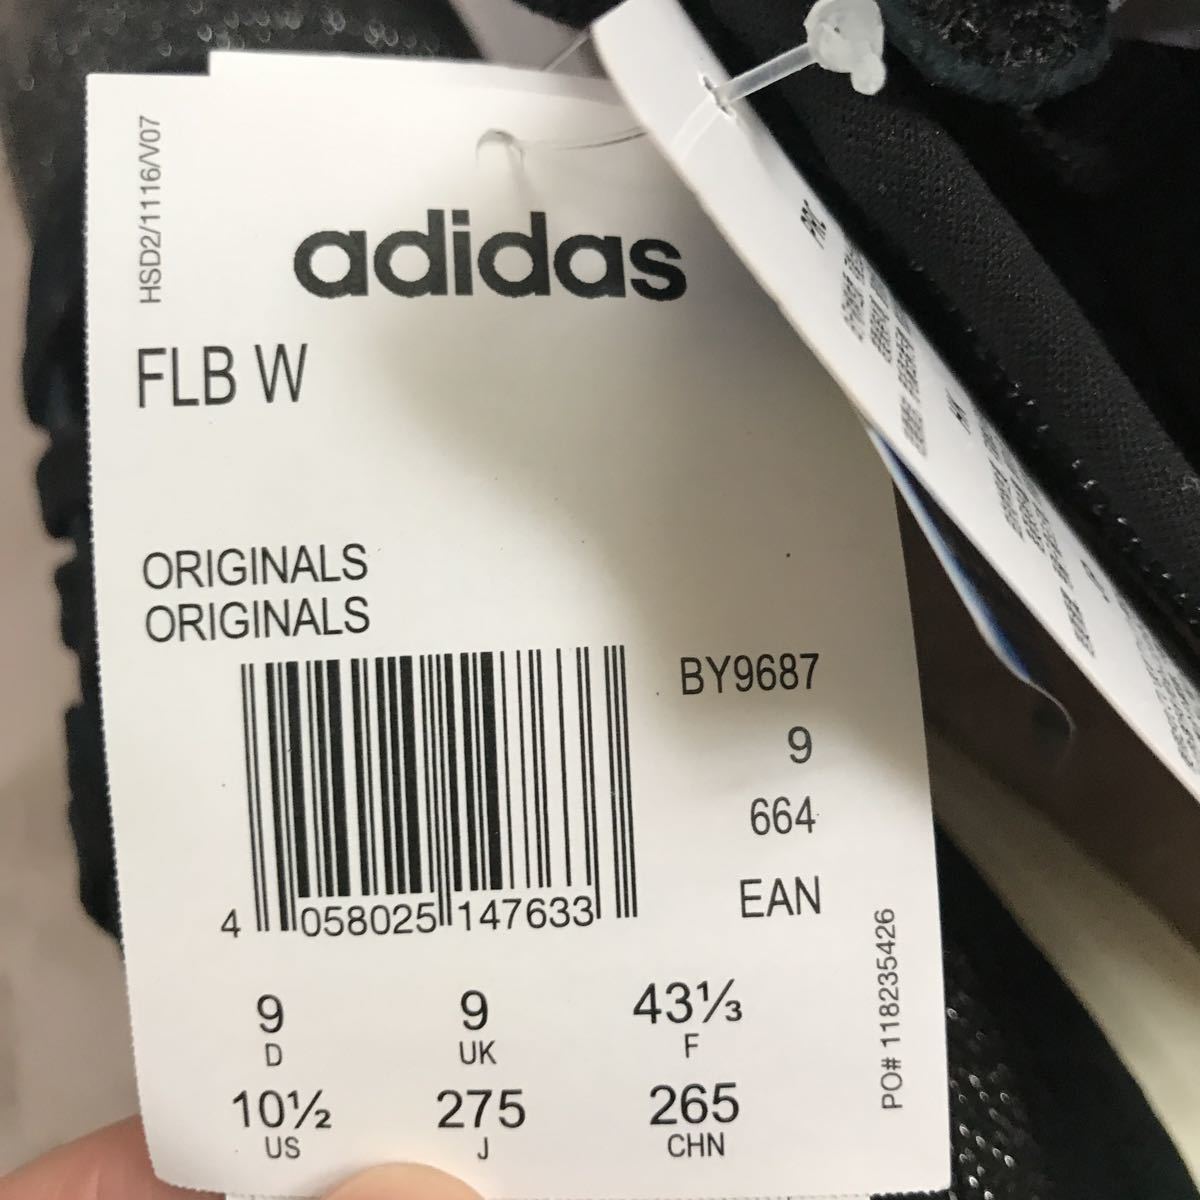 HSD2/1116/V07
adidas
FLB W
ORIGINALS
ORIGINALS
BY9687
9
664
EAN
4 058025 147633
9 9 43⅓
D UK F
10½ 275 265
US J CHN
PO# 118235426